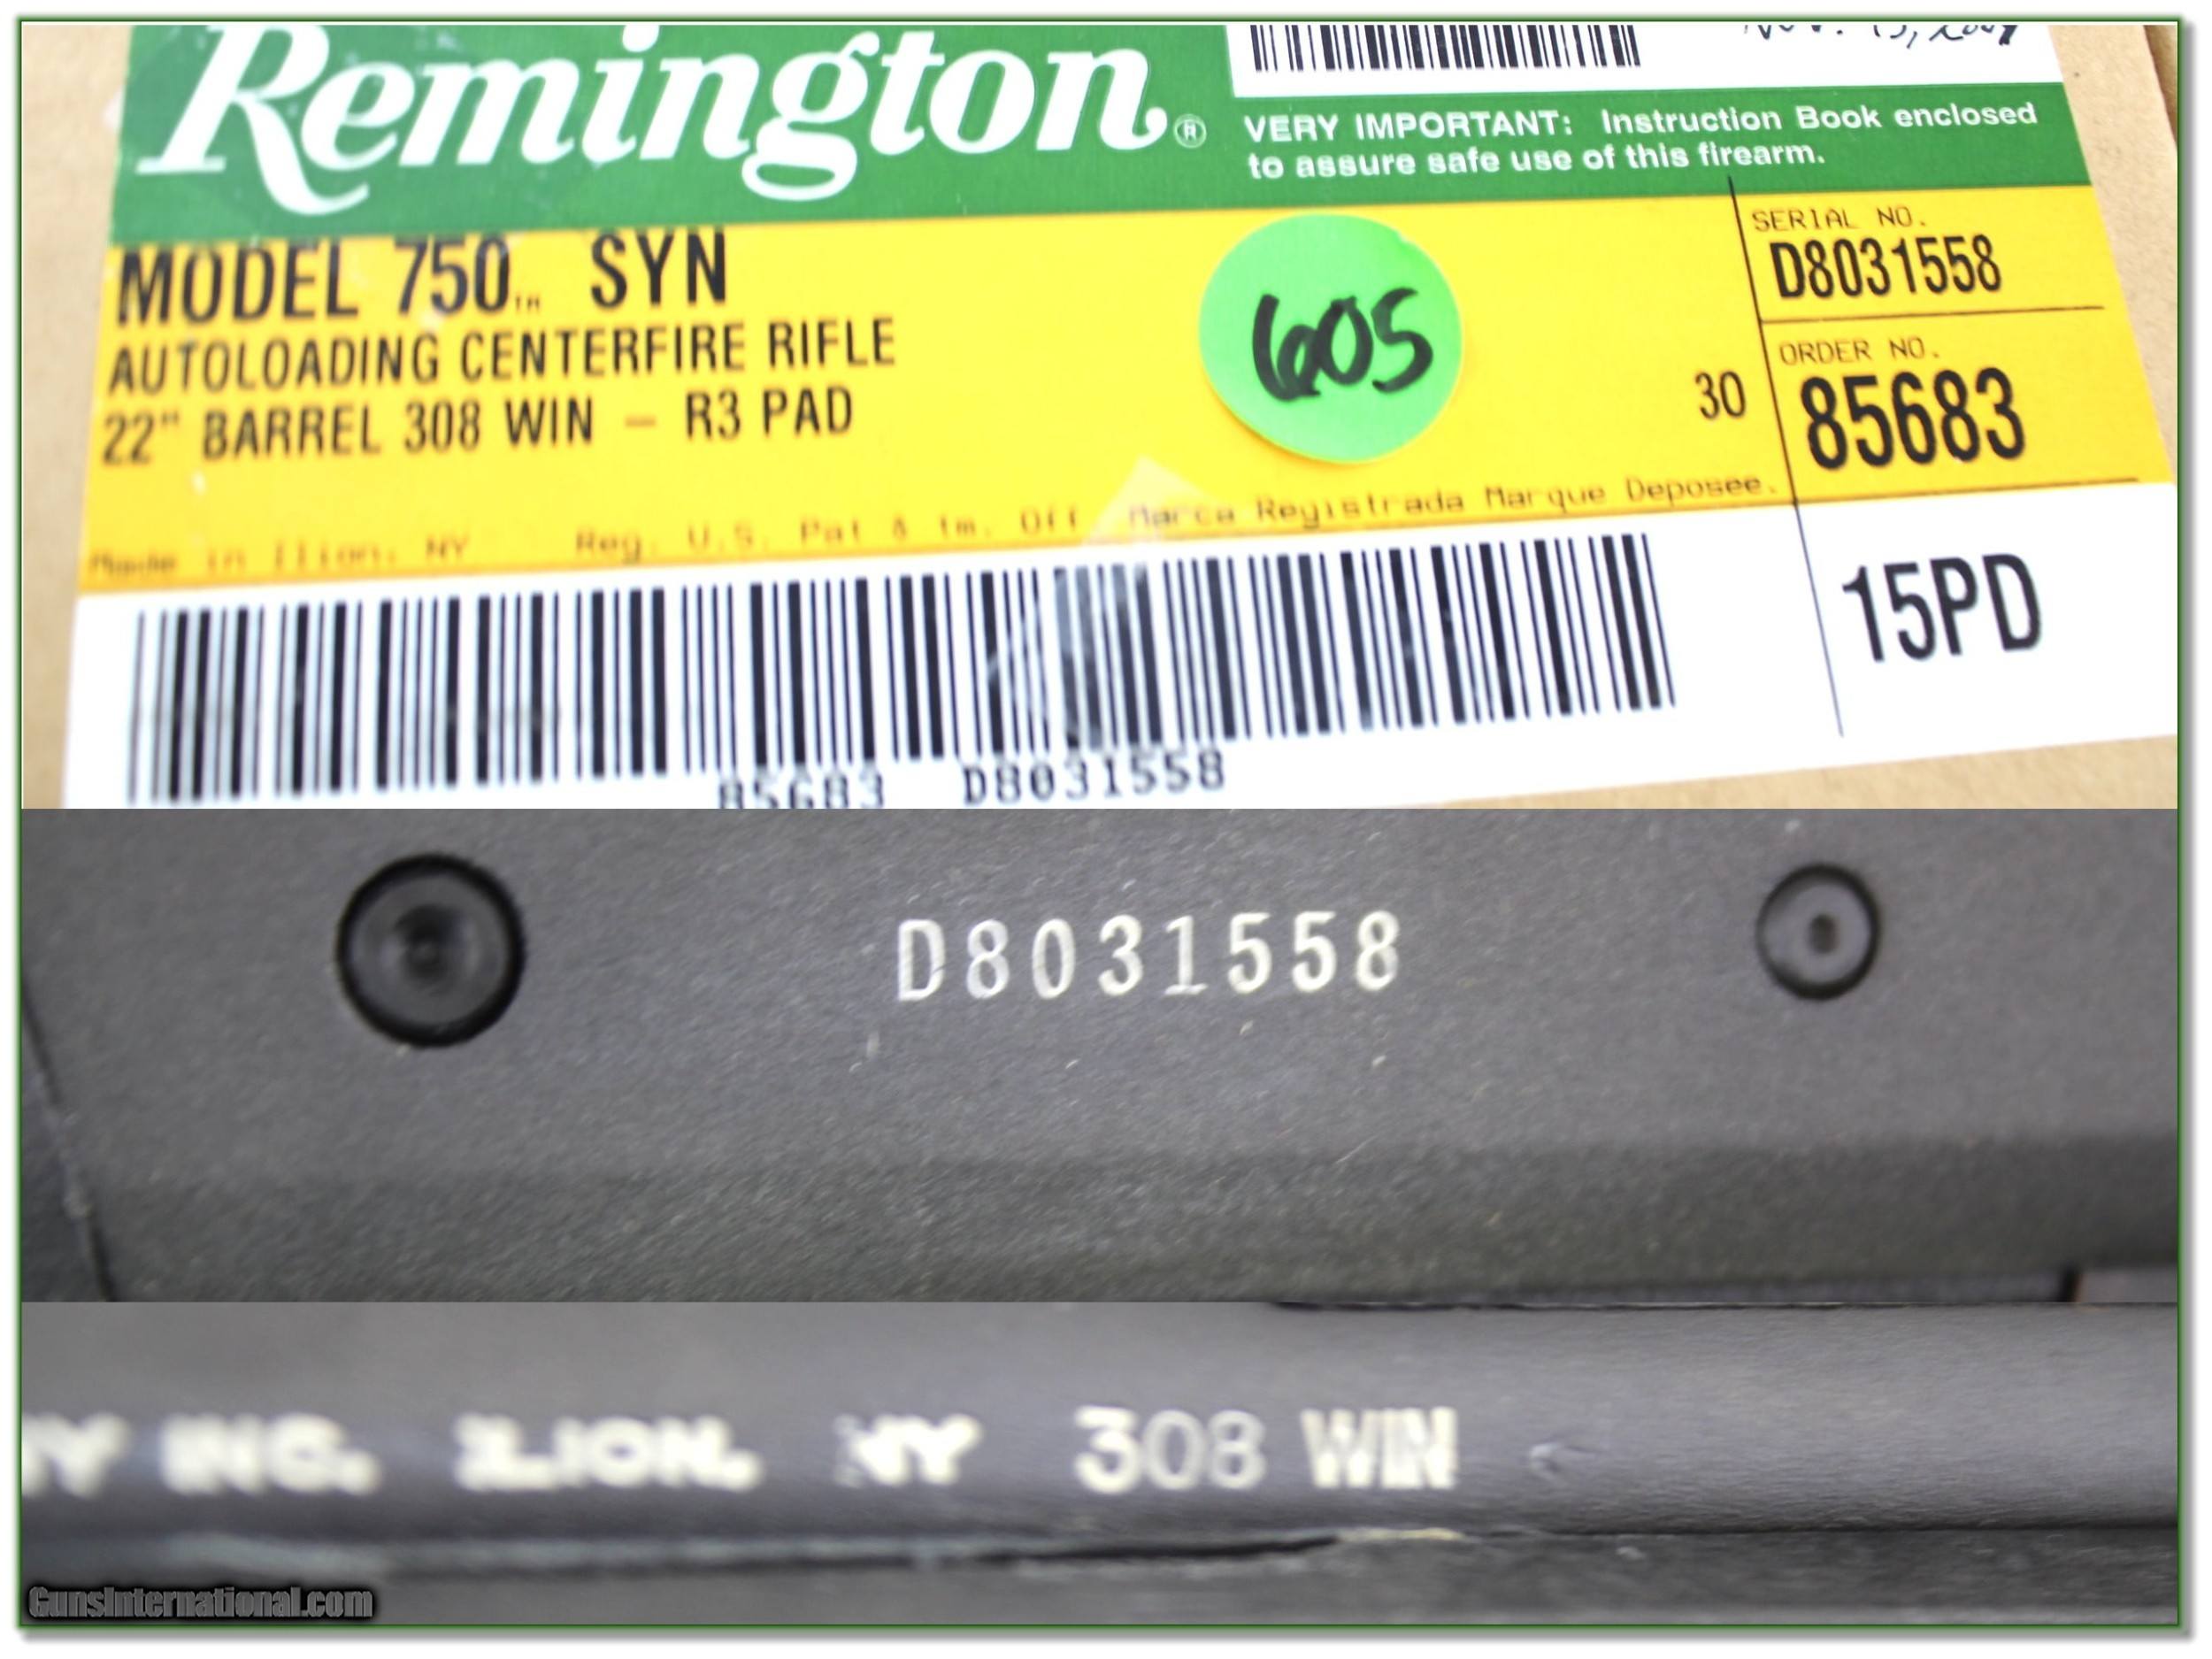 Remington®
VERY IMPORTANT: Instruction Book enclosed
to assure safe use of this firearm.
MODEL 750™ SYN
AUTOLOADING CENTERFIRE RIFLE
22" BARREL 308 WIN - R3 PAD
605
30
SERIAL NO.
D8031558
ORDER NO.
85683
Made in Ilion, NY Reg. U.S. Pat & tm. Off Marca Registrada Marque Deposee.
15PD
85683 D8031558
D8031558
INC. ILION, NY 308 WIN
GunsInternational.com